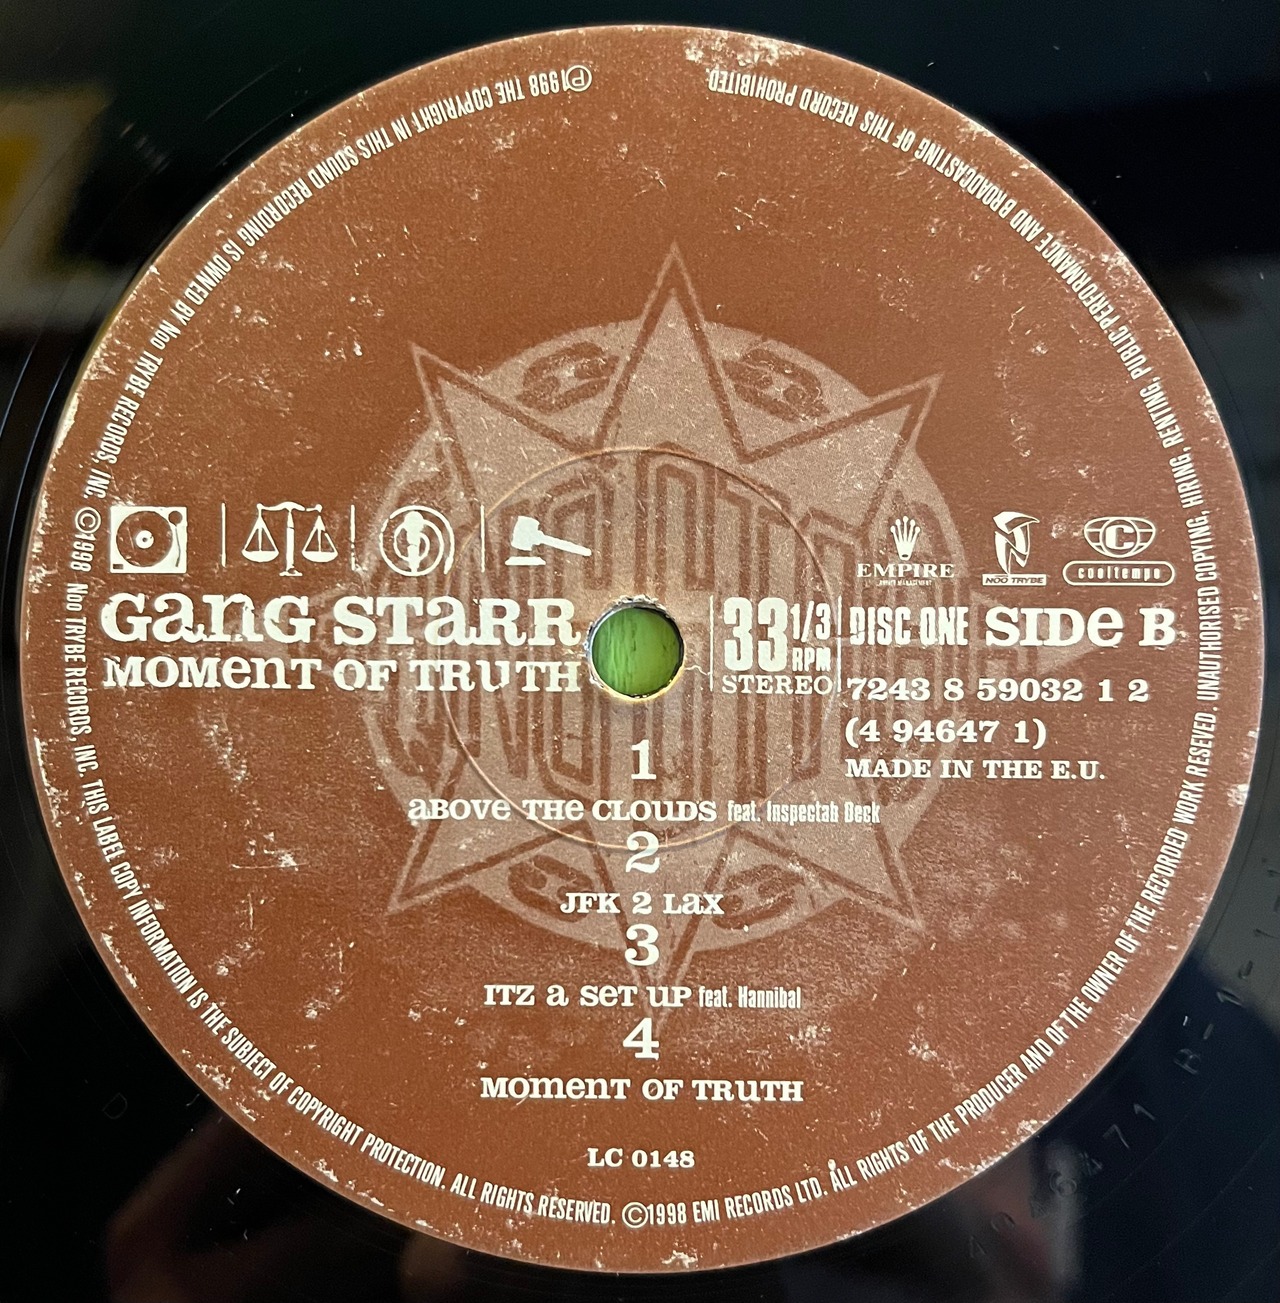 ℗1998 THE COPYRIGHT IN THIS SOUND RECORDING IS OWNED BY NOO TRYBE RECORDS, INC. ©1998 NOO TRYBE RECORDS, INC. THIS LABEL COPY INFORMATION IS THE SUBJECT OF COPYRIGHT PROTECTION. ALL RIGHTS RESERVED. ©1998 EMI RECORDS LTD. ALL RIGHTS OF THE PRODUCER AND OF THE OWNER OF THE RECORDED WORK RESEVED. UNAUTHORISED COPYING, HIRING, RENTING, PUBLIC PERFORMANCE AND BROADCASTING OF THIS RECORD PROHIBITED
EMPIRE
NOO TRYBE
C
cooltempo
GanG STaRR
MOMenT OF TRuTH
33 1/3
RPM
STEREO
DISC ONE SIDe B
7243 8 59032 1 2
(4 94647 1)
MADE IN THE E.U.
1
aBOVe THE CLOuDS feat. Inspectah Deck
2
JFK 2 Lax
3
ITZ a SeT uP feat. Hannibal
4
MOmenT OF TRuTH
LC 0148